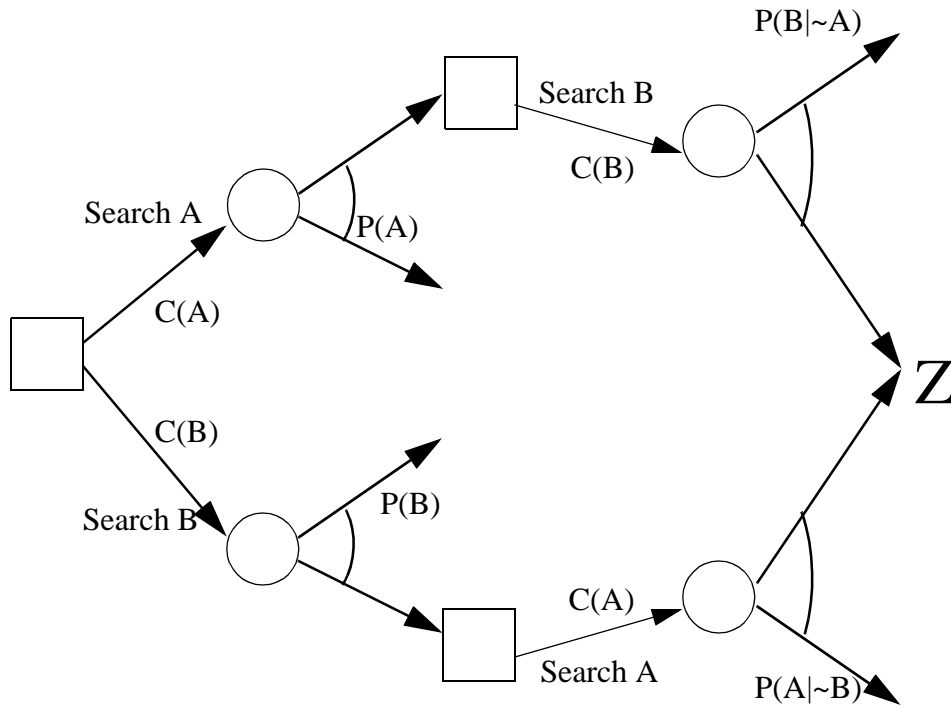 P(B|~A)
Search B
C(B)
Search A
P(A)
C(A)
Z
C(B)
P(B)
Search B
C(A)
Search A
P(A|~B)